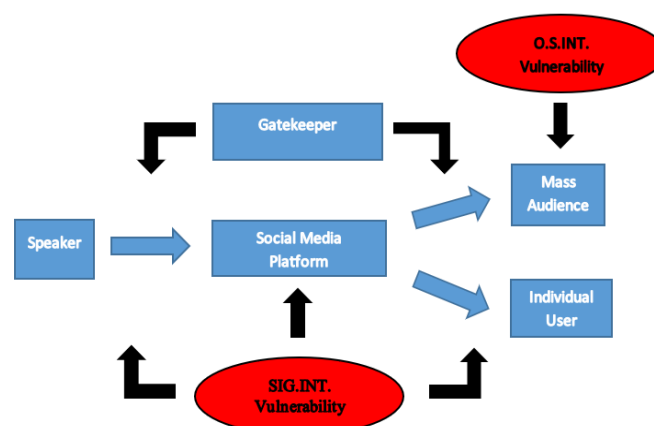 O.S.INT.
Vulnerability
Gatekeeper
Mass
Audience
Speaker
Social Media
Platform
Individual
User
SIG.INT.
Vulnerability